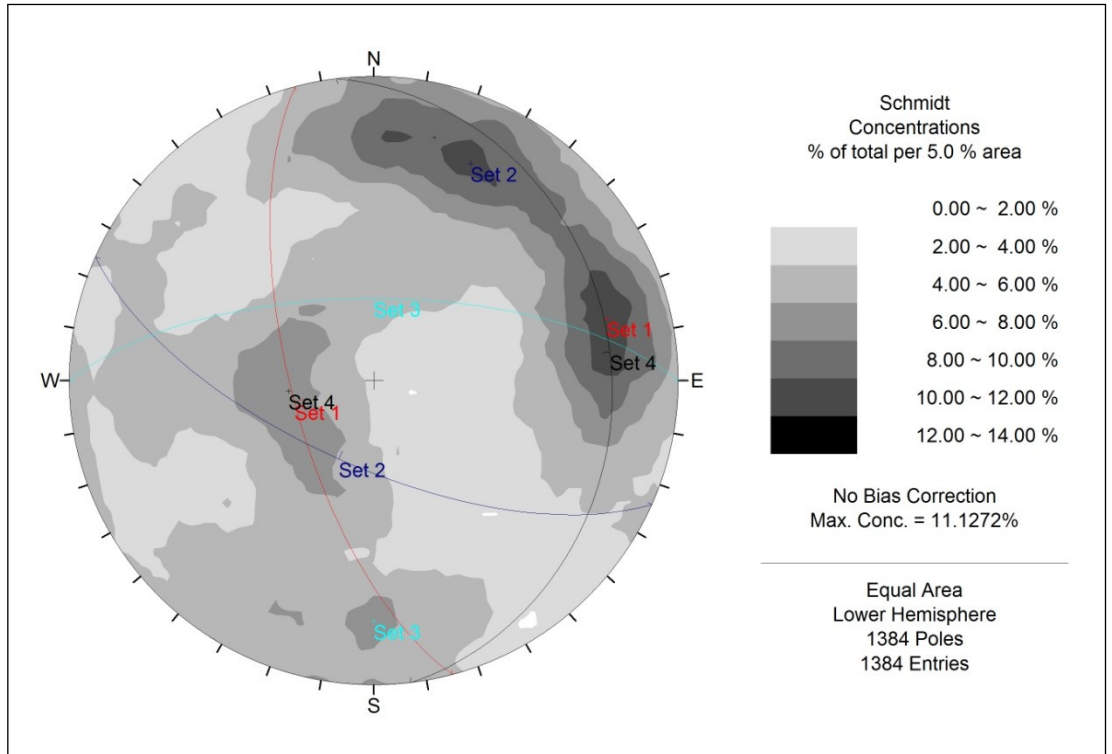 N
Set 2
Set 3
Set 1
Set 4
W
E
Set 4
Set 1
Set 2
Set 3
S
Schmidt
Concentrations
% of total per 5.0 % area
0.00 ~ 2.00 %
2.00 ~ 4.00 %
4.00 ~ 6.00 %
6.00 ~ 8.00 %
8.00 ~ 10.00 %
10.00 ~ 12.00 %
12.00 ~ 14.00 %
No Bias Correction
Max. Conc. = 11.1272%
Equal Area
Lower Hemisphere
1384 Poles
1384 Entries